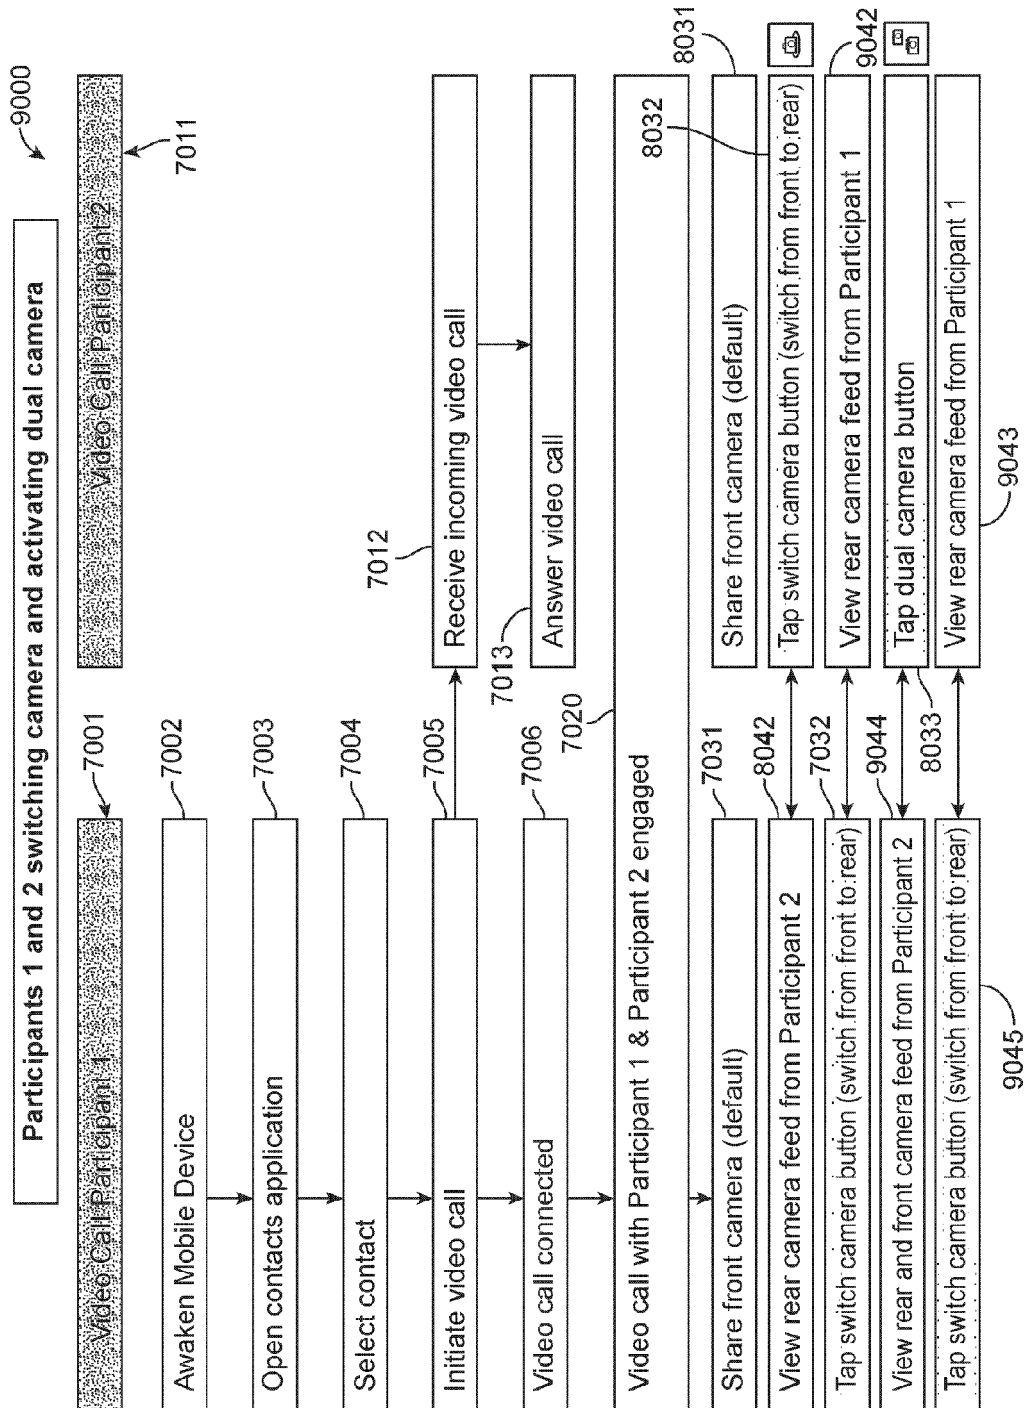 Participants 1 and 2 switching camera and activating dual camera
9000
Video Call Participant 1
7001
Video Call Participant 2
7011
Awaken Mobile Device
7002
Open contacts application
7003
Select contact
7004
Initiate video call
7005
Receive incoming video call
7012
Video call connected
7006
Answer video call
7013
Video call with Participant 1 & Participant 2 engaged
7020
Share front camera (default)
7031
Share front camera (default)
8031
View rear camera feed from Participant 2
8042
Tap switch camera button (switch from front to rear)
8032
Tap switch camera button (switch from front to rear)
7032
View rear camera feed from Participant 1
9042
View rear and front camera feed from Participant 2
9044
Tap dual camera button
8033
Tap switch camera button (switch from front to rear)
9045
View rear camera feed from Participant 1
9043